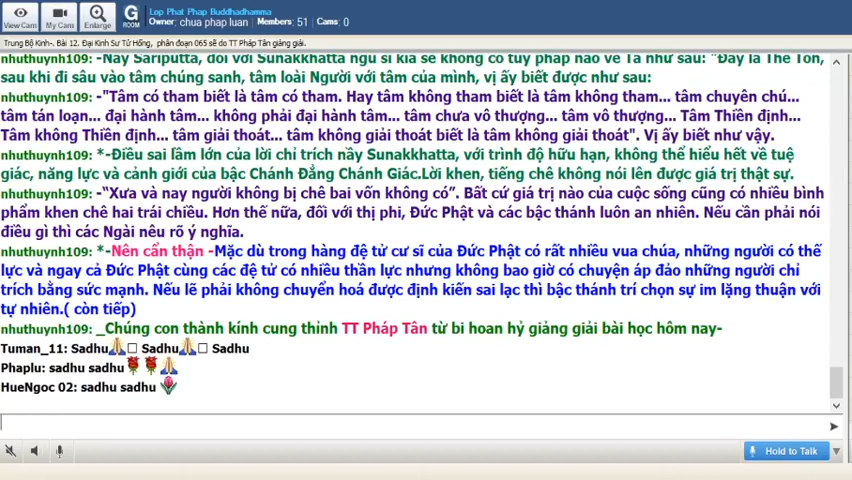 Lop Phat Phap Buddhadhamma
Owner: chua phap luan Members: 51 Cams: 0
View Cam My Cam Enlarge G ROOM
Trung Bộ Kinh-. Bài 12. Đại Kinh Sư Tử Hống, phân đoạn 065 sẽ do TT Pháp Tân giảng giải.
nhuthuynh109: -Này Sariputta, đối với Sunakkhatta ngu si kia sẽ không có tùy pháp nào về Ta như sau: "Đây là Thế Tôn,
sau khi đi sâu vào tâm chúng sanh, tâm loài Người với tâm của mình, vị ấy biết được như sau:
nhuthuynh109: -"Tâm có tham biết là tâm có tham. Hay tâm không tham biết là tâm không tham... tâm chuyên chú...
tâm tán loạn... đại hành tâm... không phải đại hành tâm... tâm chưa vô thượng... tâm vô thượng... Tâm Thiền định...
Tâm không Thiền định... tâm giải thoát... tâm không giải thoát biết là tâm không giải thoát". Vị ấy biết như vậy.
nhuthuynh109: *-Điều sai lầm lớn của lời chỉ trích nầy Sunakkhatta, với trình độ hữu hạn, không thể hiểu hết về tuệ
giác, năng lực và cảnh giới của bậc Chánh Đẳng Chánh Giác.Lời khen, tiếng chê không nói lên được giá trị thật sự.
nhuthuynh109: -“Xưa và nay người không bị chê bai vốn không có”. Bất cứ giá trị nào của cuộc sống cũng có nhiều bình
phẩm khen chê hai trái chiều. Hơn thế nữa, đối với thị phi, Đức Phật và các bậc thánh luôn an nhiên. Nếu cần phải nói
điều gì thì các Ngài nêu rõ ý nghĩa.
nhuthuynh109: *-Nên cẩn thận -Mặc dù trong hàng đệ tử cư sĩ của Đức Phật có rất nhiều vua chúa, những người có thế
lực và ngay cả Đức Phật cùng các đệ tử có nhiều thần lực nhưng không bao giờ có chuyện áp đảo những người chỉ
trích bằng sức mạnh. Nếu lẽ phải không chuyển hoá được định kiến sai lạc thì bậc thánh trí chọn sự im lặng thuận với
tự nhiên.( còn tiếp)
nhuthuynh109: _Chúng con thành kính cung thỉnh TT Pháp Tân từ bi hoan hỷ giảng giải bài học hôm nay-
Tuman_11: Sadhu🙏□ Sadhu🙏□ Sadhu
Phaplu: sadhu sadhu🌹🌹🙏
HueNgoc 02: sadhu sadhu🌷
Hold to Talk